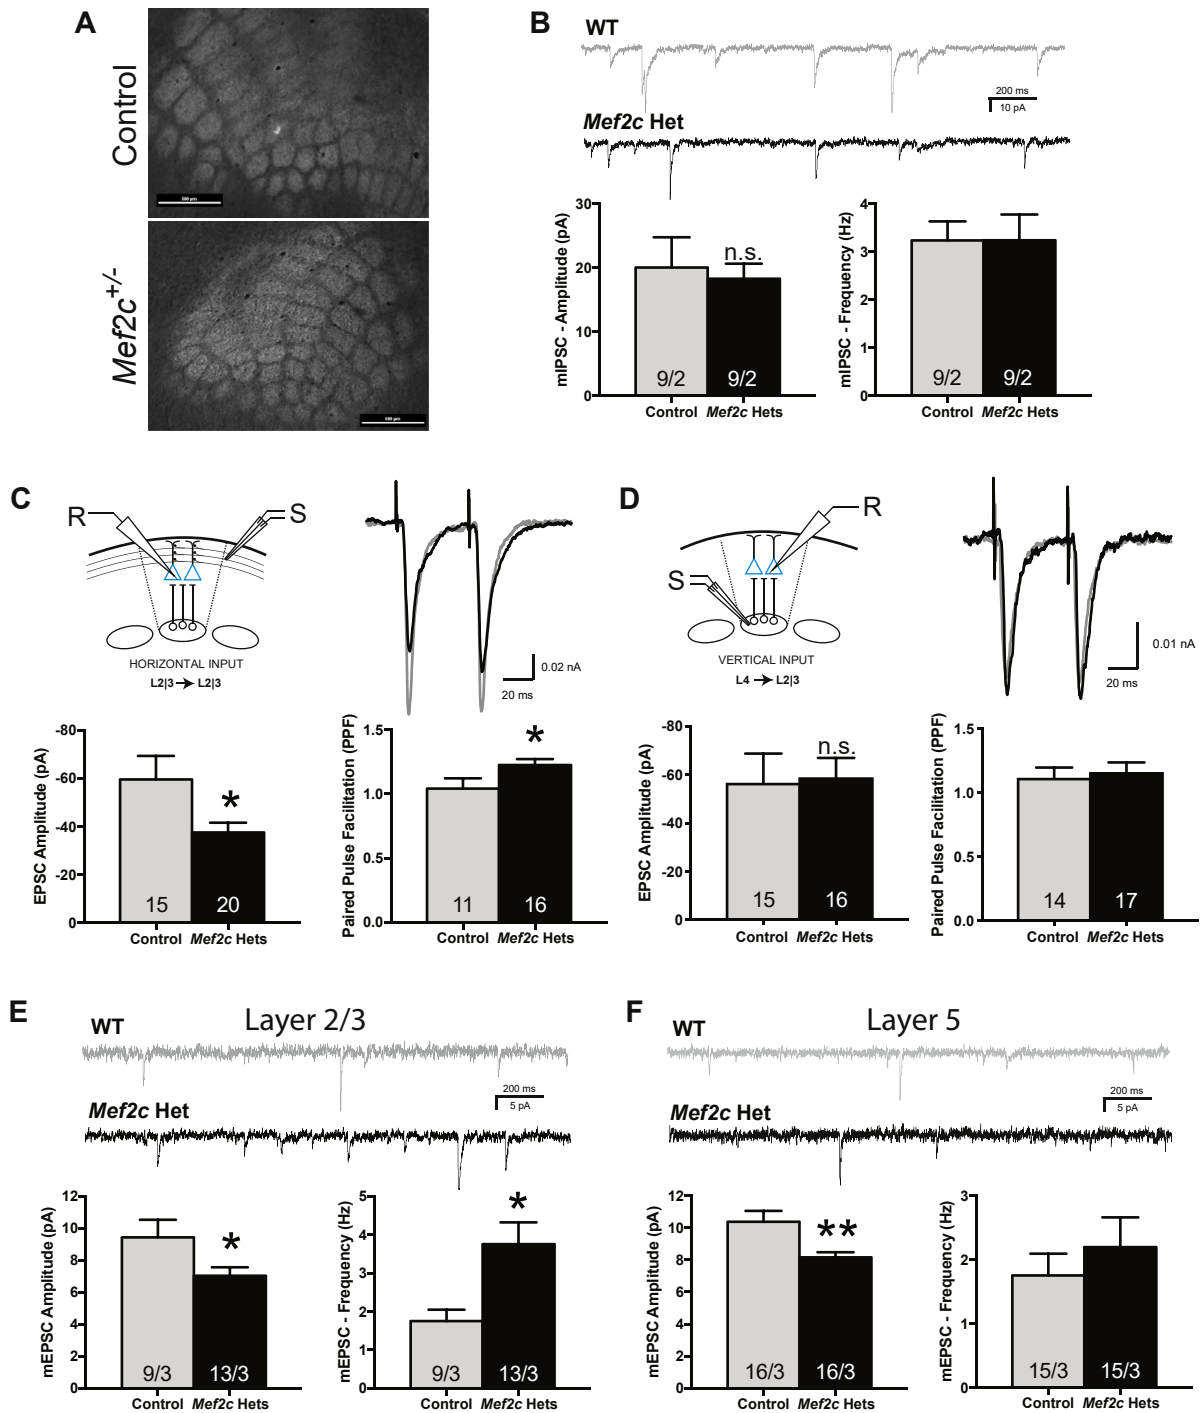 A
Control
500 µm
Mef2c+/-
500 µm
B
WT
200 ms
10 pA
Mef2c Het
mIPSC - Amplitude (pA)
30
20
10
0
n.s.
9/2
9/2
Control Mef2c Hets
mIPSC - Frequency (Hz)
4
3
2
1
0
9/2
9/2
Control Mef2c Hets
C
R
S
HORIZONTAL INPUT
L2|3 L2|3
0.02 nA
20 ms
EPSC Amplitude (pA)
-80
-60
-40
-20
0
*
15
20
Control Mef2c Hets
Paired Pulse Facilitation (PPF)
1.5
1.0
0.5
0.0
*
11
16
Control Mef2c Hets
D
R
S
VERTICAL INPUT
L4 L2|3
0.01 nA
20 ms
EPSC Amplitude (pA)
-80
-60
-40
-20
0
n.s.
15
16
Control Mef2c Hets
Paired Pulse Facilitation (PPF)
1.5
1.0
0.5
0.0
14
17
Control Mef2c Hets
E
WT
Layer 2/3
200 ms
5 pA
Mef2c Het
mEPSC Amplitude (pA)
12
10
8
6
4
2
0
*
9/3
13/3
Control Mef2c Hets
mEPSC - Frequency (Hz)
5
4
3
2
1
0
*
9/3
13/3
Control Mef2c Hets
F
WT
Layer 5
200 ms
5 pA
Mef2c Het
mEPSC Amplitude (pA)
12
10
8
6
4
2
0
**
16/3
16/3
Control Mef2c Hets
mEPSC - Frequency (Hz)
3
2
1
0
15/3
15/3
Control Mef2c Hets